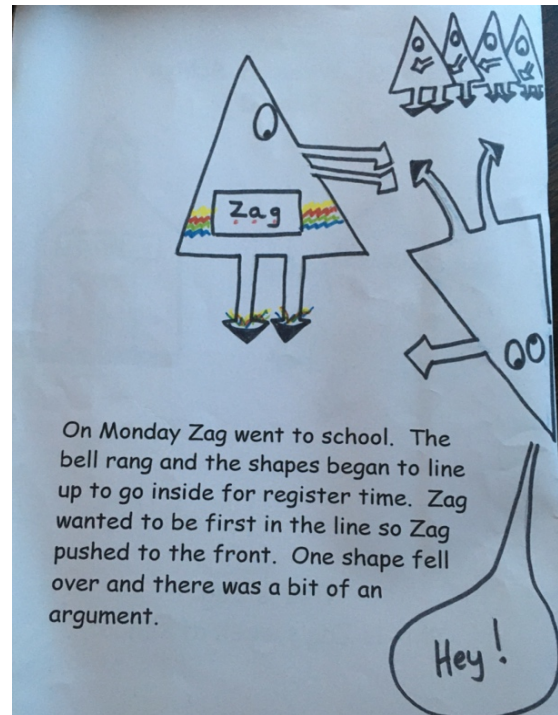 Zag
On Monday Zag went to school. The
bell rang and the shapes began to line
up to go inside for register time. Zag
wanted to be first in the line so Zag
pushed to the front. One shape fell
over and there was a bit of an
argument.
Hey!